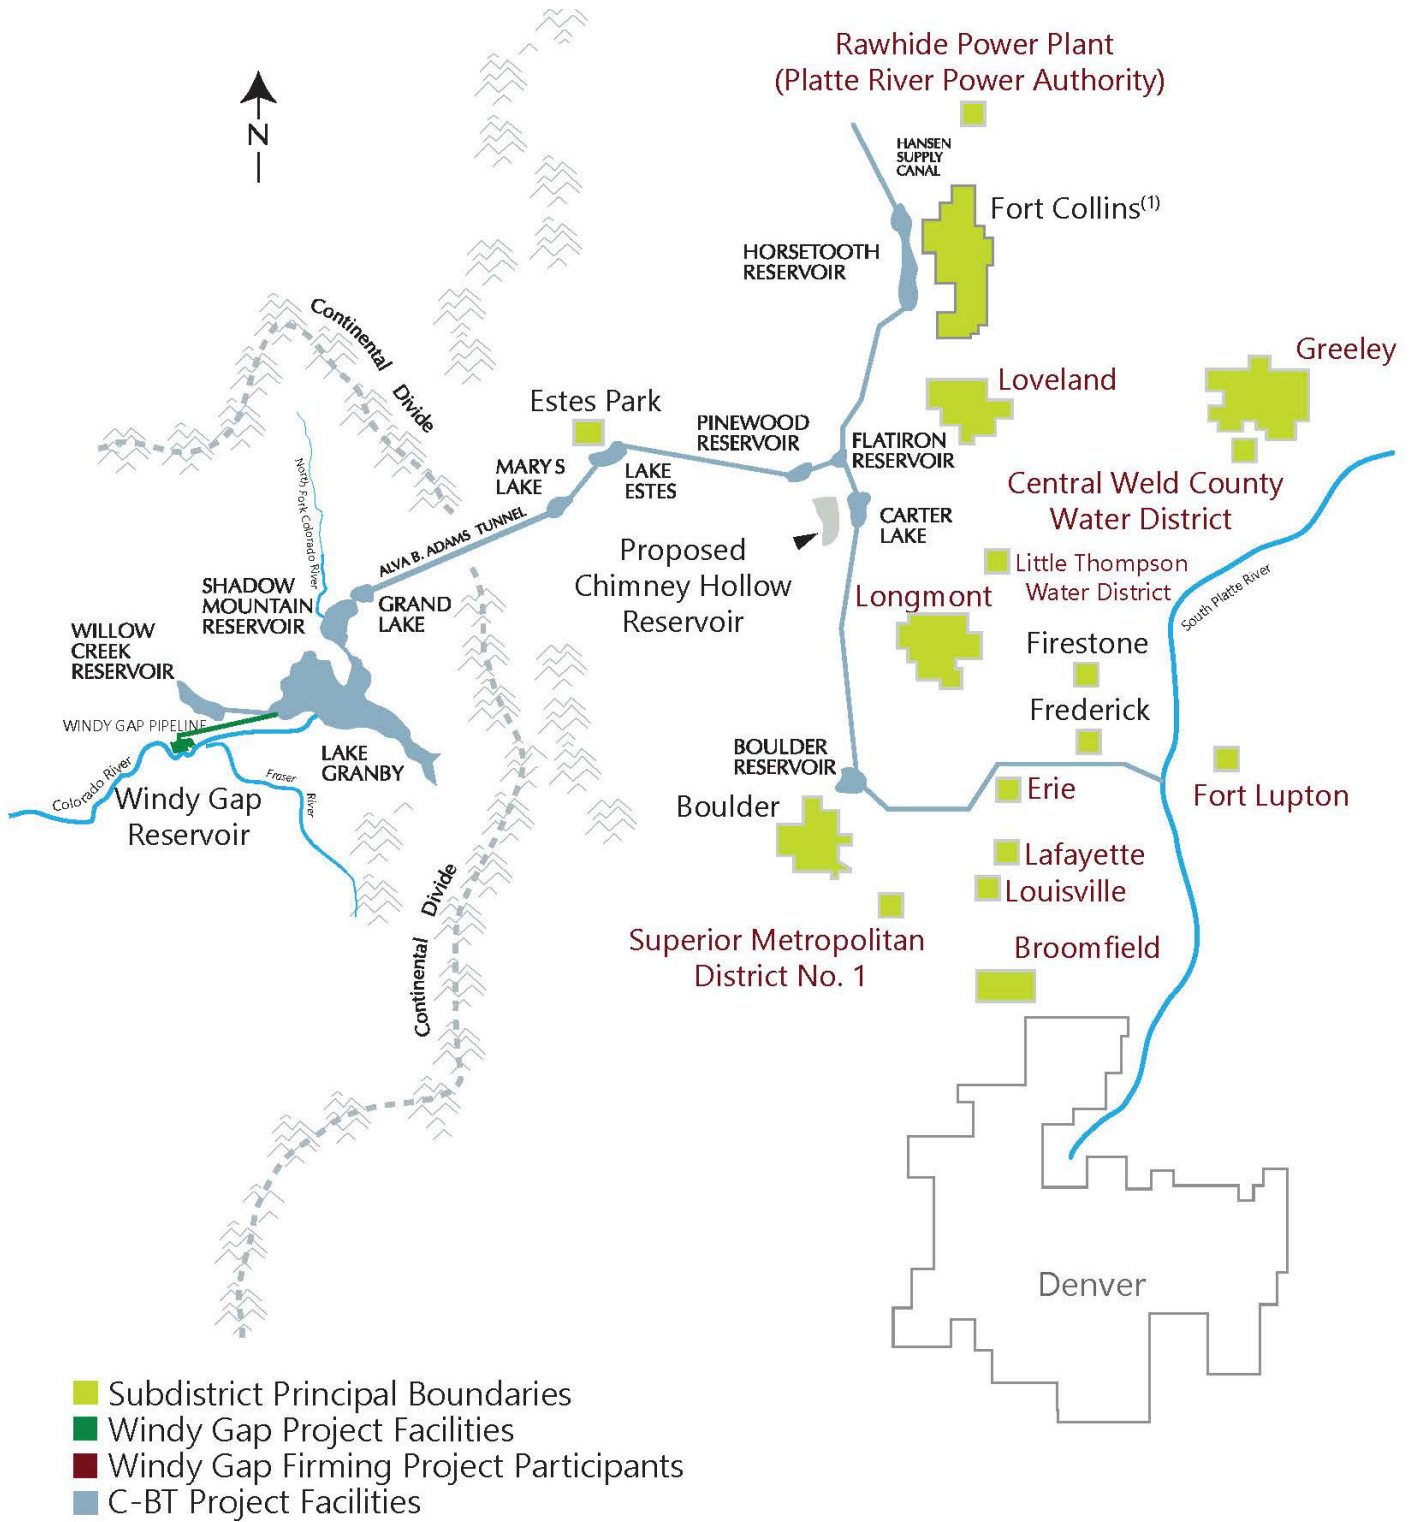 Rawhide Power Plant
(Platte River Power Authority)
N
HANSEN
SUPPLY
CANAL
Fort Collins(1)
HORSETOOTH
RESERVOIR
Continental Divide
Greeley
Loveland
Estes Park
PINEWOOD
RESERVOIR
FLATIRON
RESERVOIR
MARYS
LAKE
LAKE
ESTES
North Fork Colorado River
Central Weld County
Water District
CARTER
LAKE
ALVA B. ADAMS TUNNEL
Proposed
Chimney Hollow
Reservoir
Little Thompson
Water District
South Platte River
SHADOW
MOUNTAIN
RESERVOIR
GRAND
LAKE
Longmont
WILLOW
CREEK
RESERVOIR
Firestone
Frederick
WINDY GAP PIPELINE
LAKE
GRANBY
BOULDER
RESERVOIR
Colorado River
Fraser River
Windy Gap
Reservoir
Boulder
Erie
Fort Lupton
Lafayette
Louisville
Continental Divide
Superior Metropolitan
District No. 1
Broomfield
Denver
Subdistrict Principal Boundaries
Windy Gap Project Facilities
Windy Gap Firming Project Participants
C-BT Project Facilities